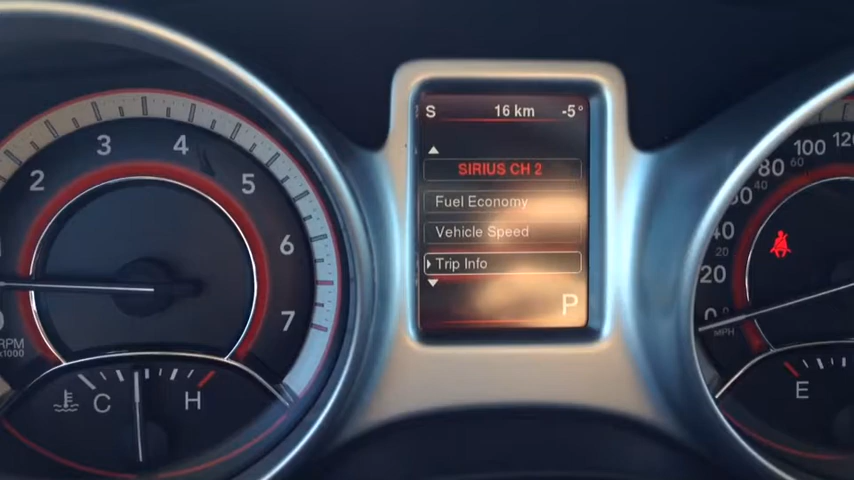 S 16 km -5°
SIRIUS CH 2
Fuel Economy
Vehicle Speed
Trip Info
P
2 3 4 5 6 7
RPM
x1000
C H
20 80 100
20 40 60
MPH
E